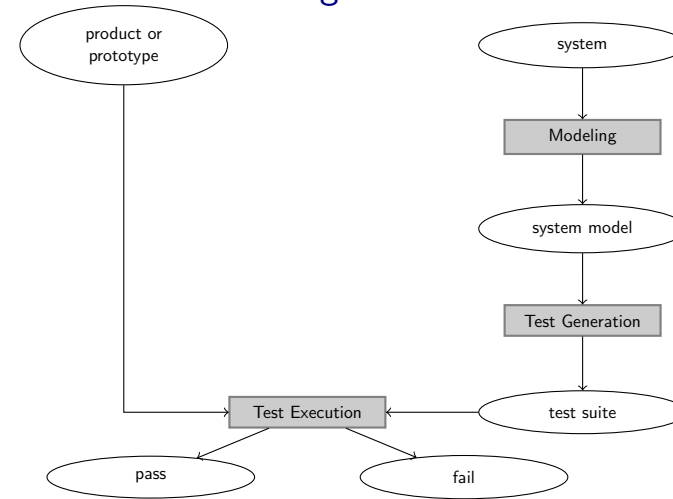 product or
prototype
system
Modeling
system model
Test Generation
Test Execution
test suite
pass
fail